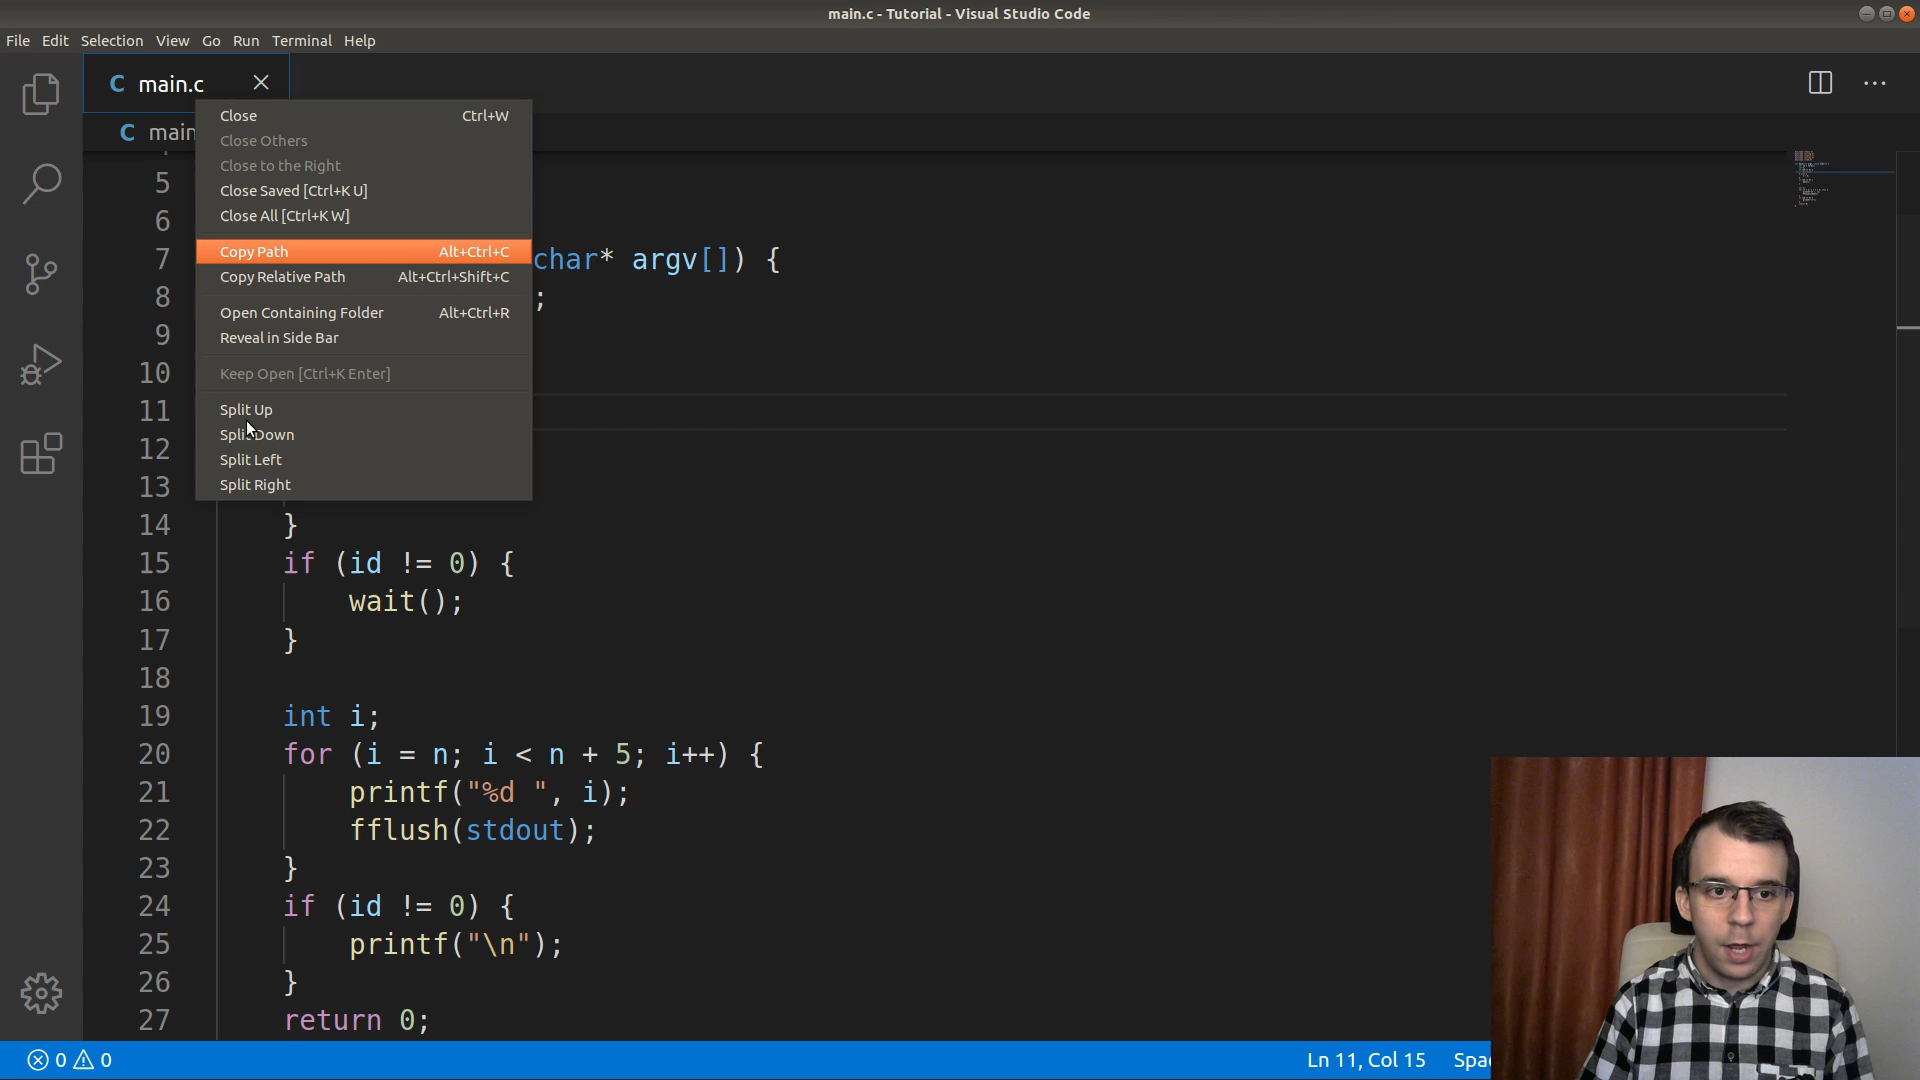 main.c - Tutorial - Visual Studio Code
File Edit Selection View Go Run Terminal Help
C main.c
C main
Close Ctrl+W
Close Others
Close to the Right
Close Saved [Ctrl+K U]
Close All [Ctrl+K W]
Copy Path Alt+Ctrl+C
Copy Relative Path Alt+Ctrl+Shift+C
Open Containing Folder Alt+Ctrl+R
Reveal in Side Bar
Keep Open [Ctrl+K Enter]
Split Up
Split Down
Split Left
Split Right
5
6
7 char* argv[]) {
8 ;
9
10
11
12
13
14 }
15 if (id != 0) {
16 wait();
17 }
18
19 int i;
20 for (i = n; i < n + 5; i++) {
21 printf("%d ", i);
22 fflush(stdout);
23 }
24 if (id != 0) {
25 printf("\n");
26 }
27 return 0;
0 0 Ln 11, Col 15 Spa